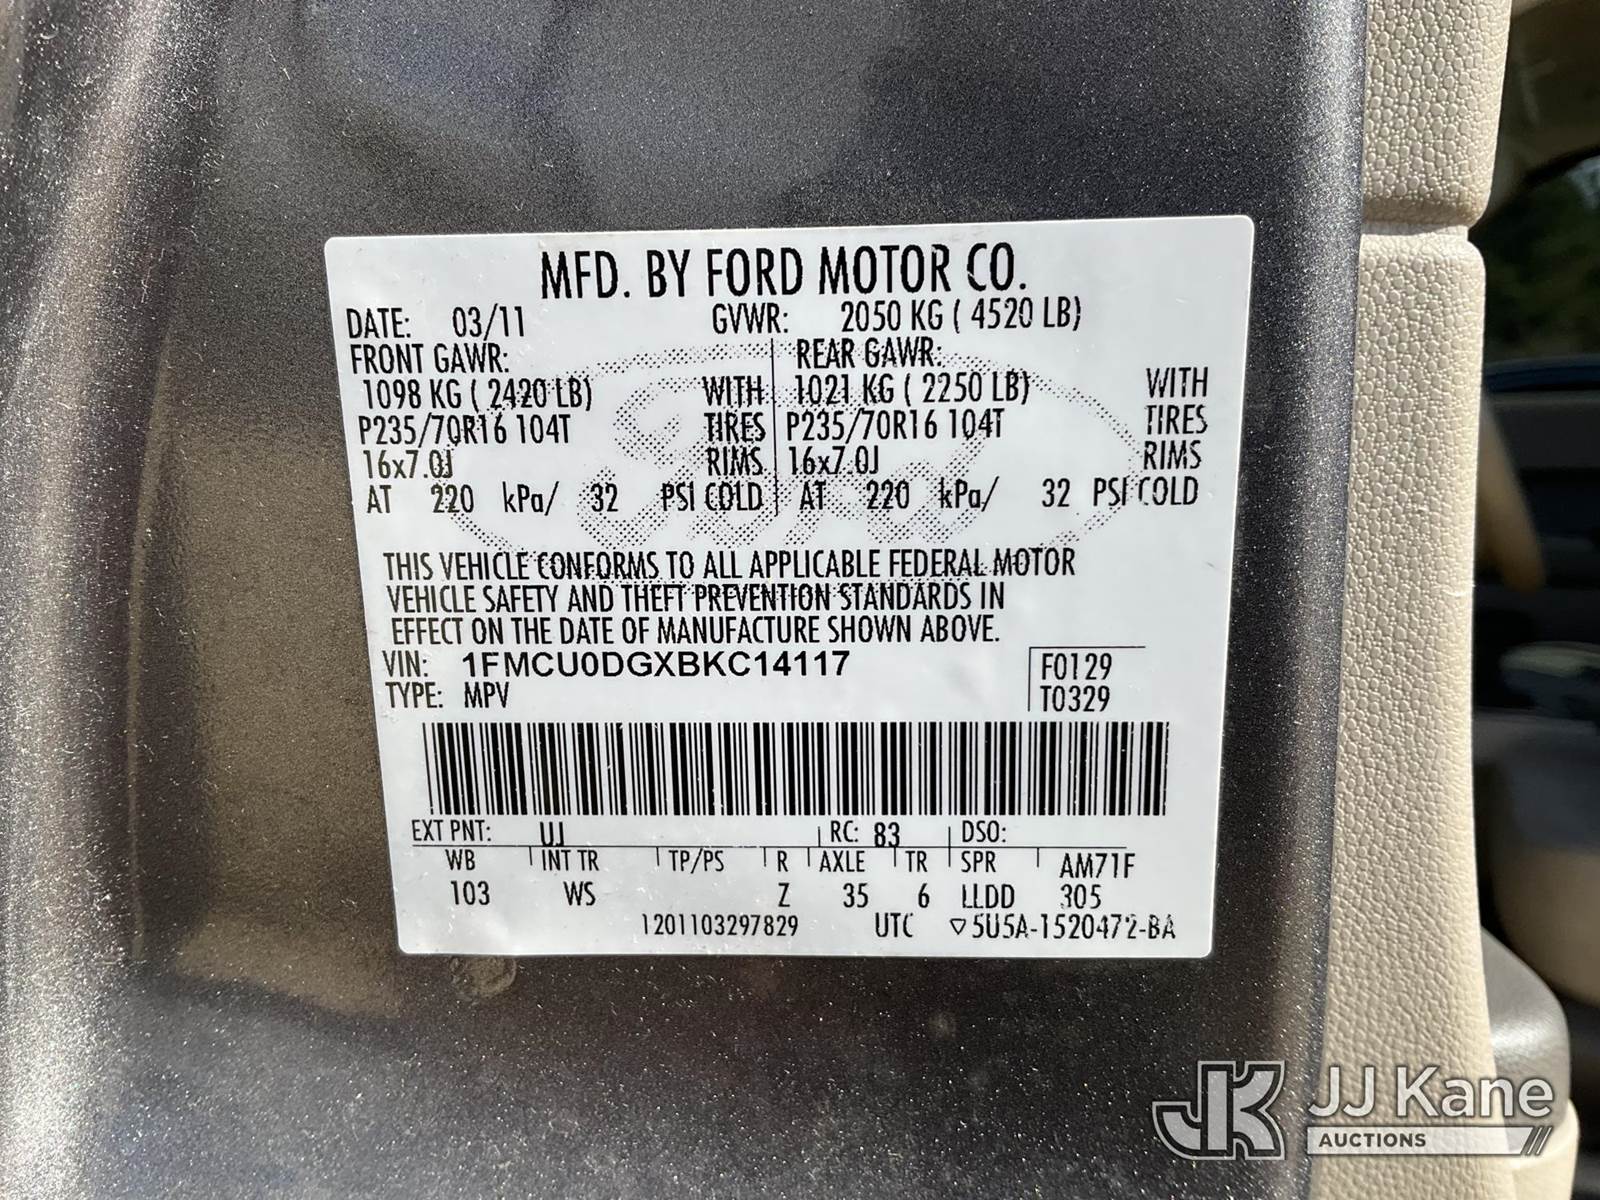 MFD. BY FORD MOTOR CO.
DATE: 03/11 GVWR: 2050 KG ( 4520 LB)
FRONT GAWR: REAR GAWR:
1098 KG ( 2420 LB) WITH 1021 KG ( 2250 LB) WITH
P235/70R16 104T TIRES P235/70R16 104T TIRES
16x7.0J RIMS 16x7.0J RIMS
AT 220 kPa/ 32 PSI COLD AT 220 kPa/ 32 PSI COLD
Ford
THIS VEHICLE CONFORMS TO ALL APPLICABLE FEDERAL MOTOR
VEHICLE SAFETY AND THEFT PREVENTION STANDARDS IN
EFFECT ON THE DATE OF MANUFACTURE SHOWN ABOVE.
VIN: 1FMCU0DGXBKC14117 F0129
TYPE: MPV T0329
EXT PNT: UJ RC: 83 DSO:
WB INT TR TP/PS R AXLE TR SPR AM71F
103 WS Z 35 6 LLDD 305
1201103297829 UTC ▽5U5A-1520472-BA
JK JJ Kane
AUCTIONS